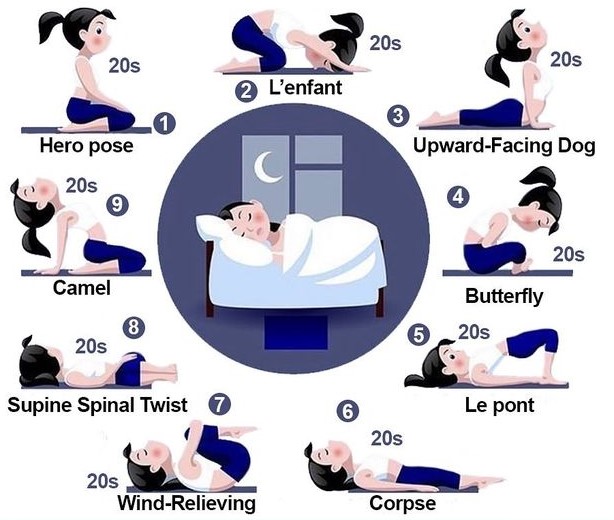 20s
1
Hero pose
20s
2 L'enfant
20s
3
Upward-Facing Dog
4
20s
Butterfly
5 20s
Le pont
6
20s
Corpse
7
20s
Wind-Relieving
8
20s
Supine Spinal Twist
20s
9
Camel